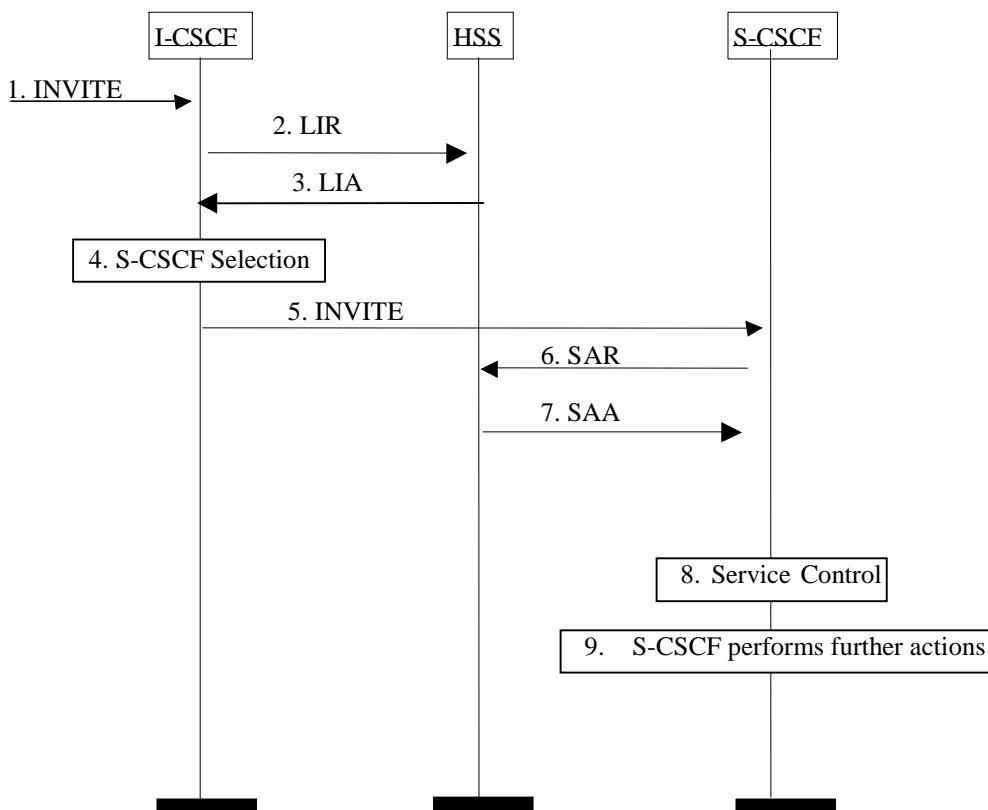 I-CSCF
HSS
S-CSCF
1. INVITE
2. LIR
3. LIA
4. S-CSCF Selection
5. INVITE
6. SAR
7. SAA
8. Service Control
9. S-CSCF performs further actions